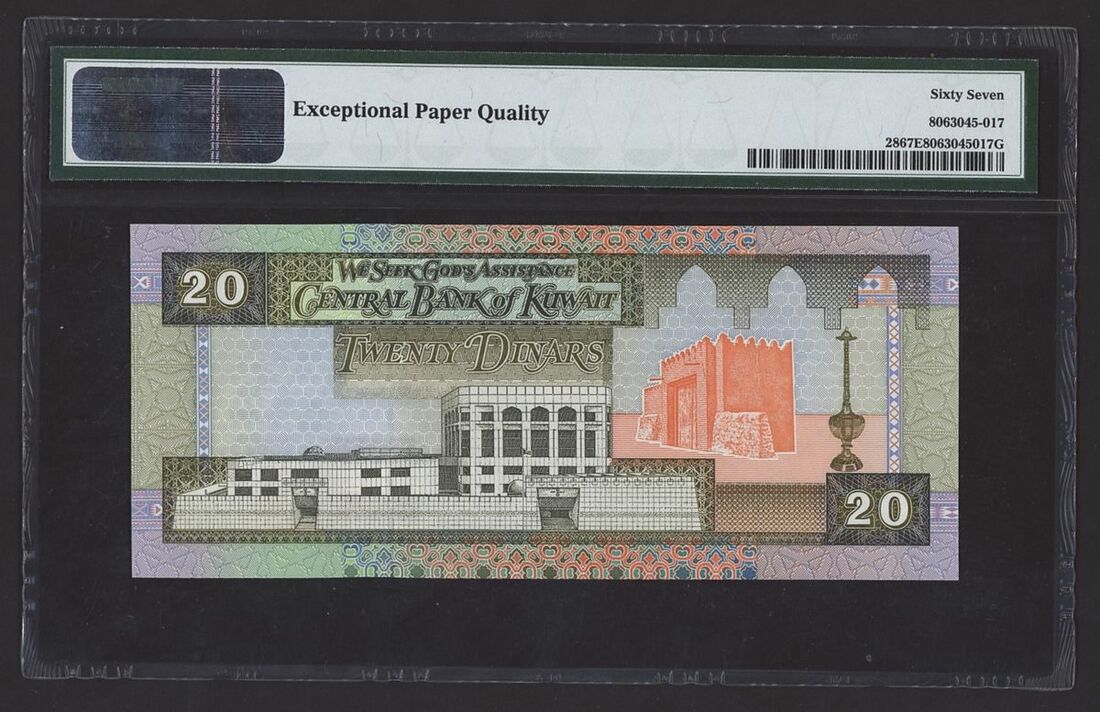 Exceptional Paper Quality
Sixty Seven
8063045-017
2867E8063045017G
20
WE SEEK GOD'S ASSISTANCE
CENTRAL BANK of KUWAIT
TWENTY DINARS
20